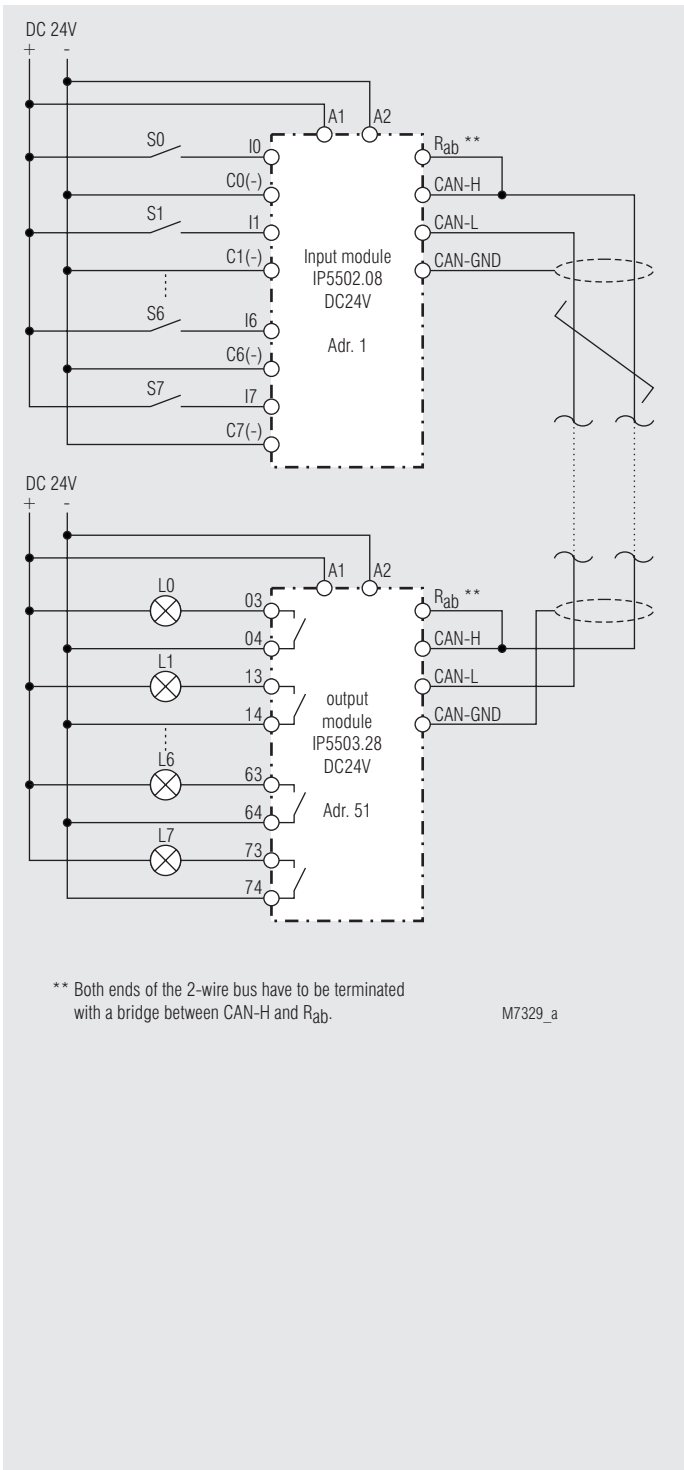 DC 24V
+ -
A1 A2
S0 I0 Rab **
C0(-) CAN-H
S1 I1 CAN-L
C1(-) CAN-GND
Input module
IP5502.08
DC24V
S6 I6
Adr. 1
C6(-)
S7 I7
C7(-)
DC 24V
+ -
A1 A2
L0 03 Rab **
04 CAN-H
L1 13 CAN-L
14 CAN-GND
output
module
IP5503.28
DC24V
L6 63
64 Adr. 51
L7 73
74
** Both ends of the 2-wire bus have to be terminated
with a bridge between CAN-H and Rab.
M7329_a